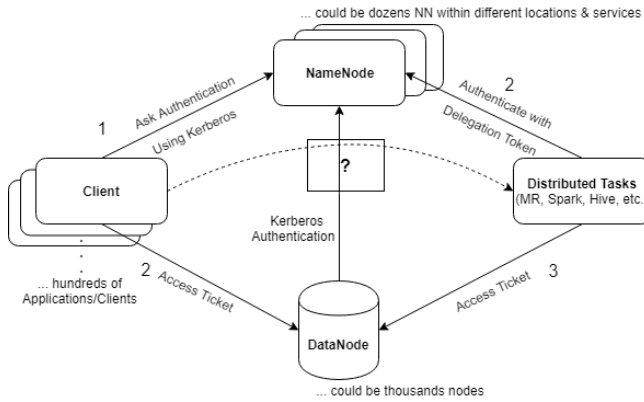 ... could be dozens NN within different locations & services
NameNode
1
Ask Authentication
Using Kerberos
2
Authenticate with
Delegation Token
?
Client
Distributed Tasks
(MR, Spark, Hive, etc.
Kerberos
Authentication
... hundreds of
Applications/Clients
2
Access Ticket
3
Access Ticket
DataNode
... could be thousands nodes